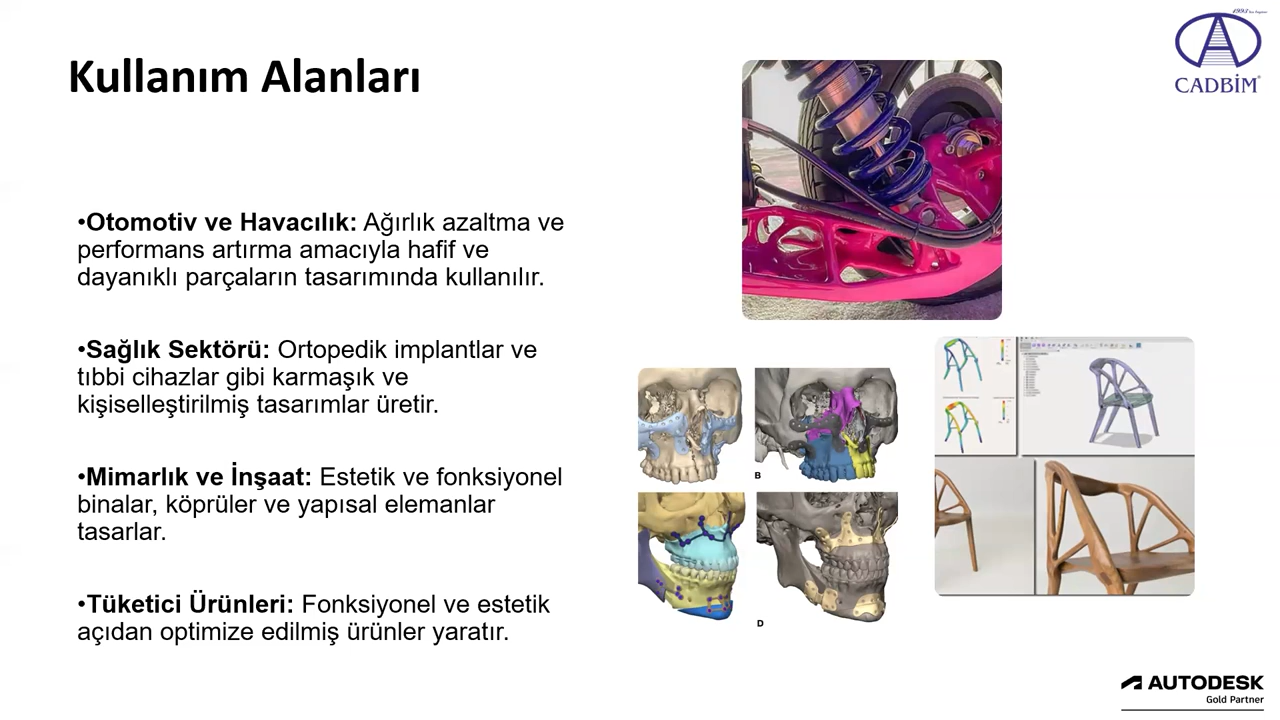 1993
CADBİM
Kullanım Alanları
•Otomotiv ve Havacılık: Ağırlık azaltma ve
performans artırma amacıyla hafif ve
dayanıklı parçaların tasarımında kullanılır.
•Sağlık Sektörü: Ortopedik implantlar ve
tıbbi cihazlar gibi karmaşık ve
kişiselleştirilmiş tasarımlar üretir.
•Mimarlık ve İnşaat: Estetik ve fonksiyonel
binalar, köprüler ve yapısal elemanlar
tasarlar.
•Tüketici Ürünleri: Fonksiyonel ve estetik
açıdan optimize edilmiş ürünler yaratır.
B
D
AUTODESK
Gold Partner